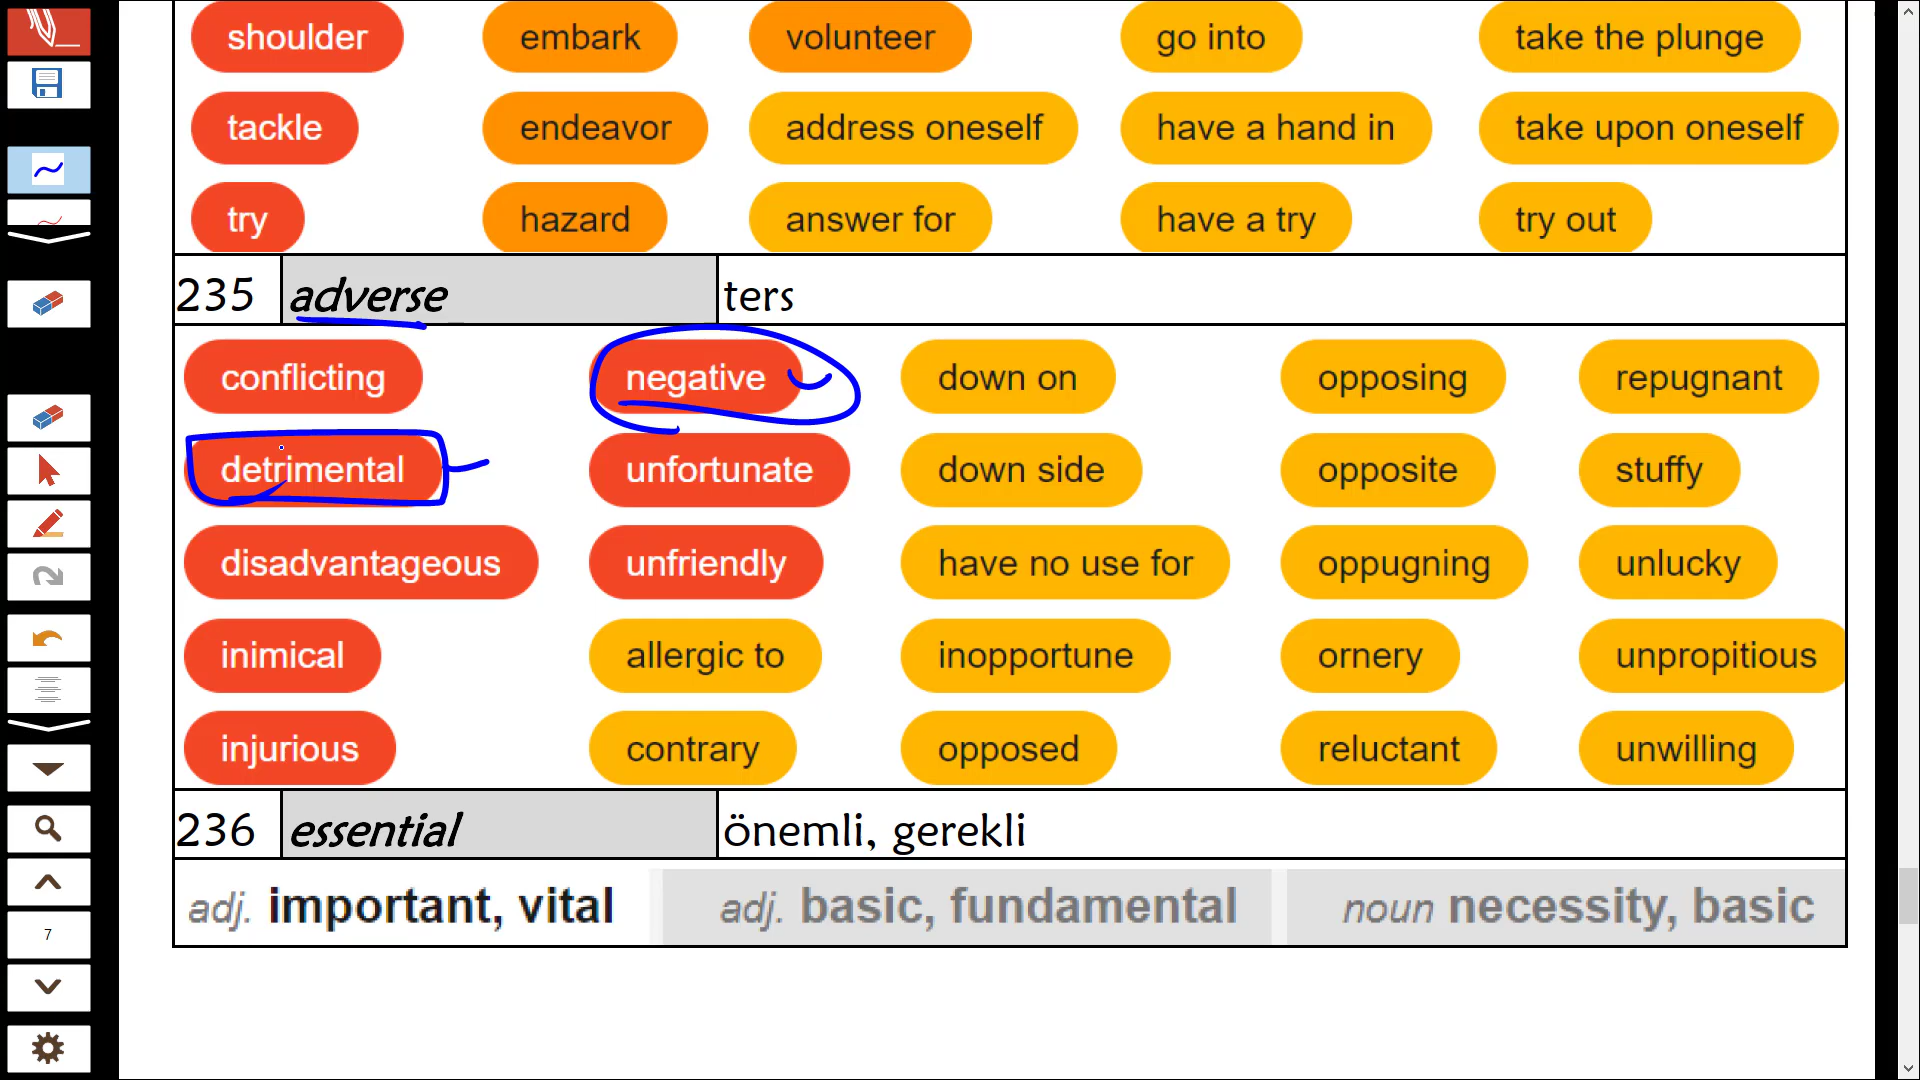 shoulder embark volunteer go into take the plunge
tackle endeavor address oneself have a hand in take upon oneself
try hazard answer for have a try try out
235 adverse ters
conflicting negative down on opposing repugnant
detrimental unfortunate down side opposite stuffy
disadvantageous unfriendly have no use for oppugning unlucky
inimical allergic to inopportune ornery unpropitious
injurious contrary opposed reluctant unwilling
236 essential önemli, gerekli
adj. important, vital adj. basic, fundamental noun necessity, basic
7